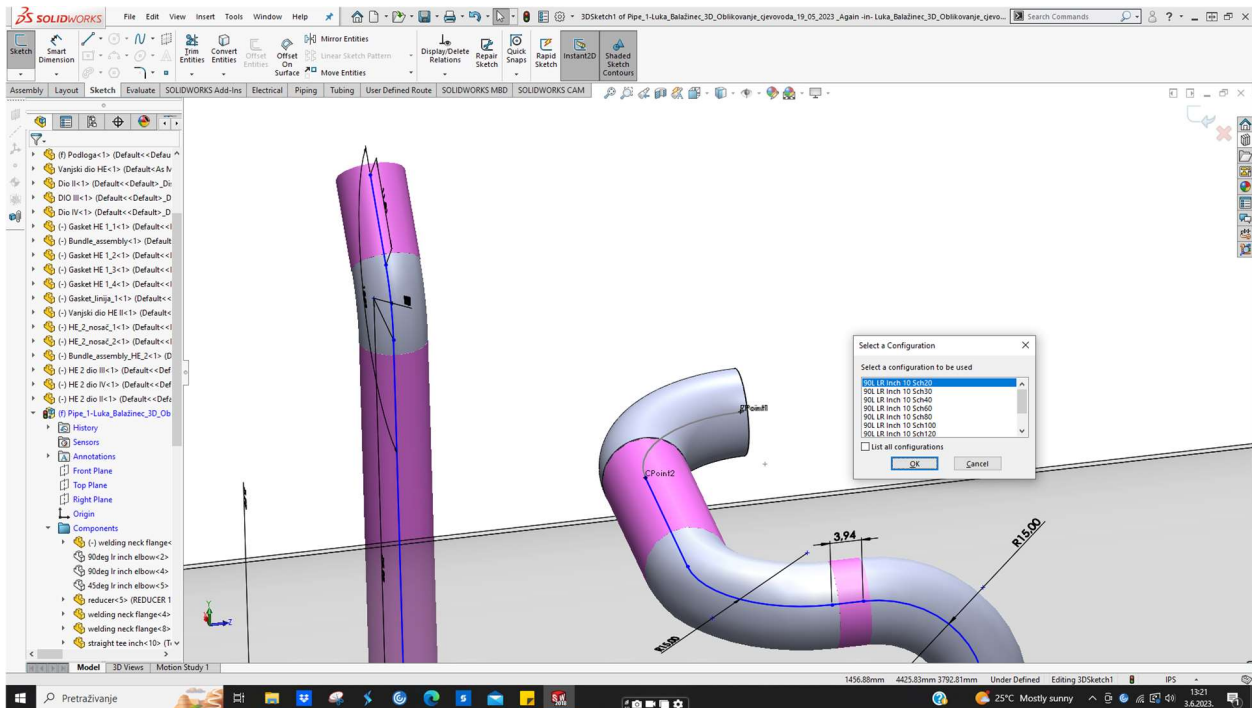 SOLIDWORKS
File Edit View Insert Tools Window Help
3DSketch1 of Pipe_1-Luka_Balažinec_3D_Oblikovanje_cjevovoda_19_05_2023 _Again -in- Luka_Balažinec_3D_Oblikovanje_cjevo...
Search Commands
Sketch
Smart Dimension
Trim Entities
Convert Entities
Offset Entities
Offset On Surface
Mirror Entities
Linear Sketch Pattern
Move Entities
Display/Delete Relations
Repair Sketch
Quick Snaps
Rapid Sketch
Instant2D
Shaded Sketch Contours
Assembly Layout Sketch Evaluate SOLIDWORKS Add-Ins Electrical Piping Tubing User Defined Route SOLIDWORKS MBD SOLIDWORKS CAM
(f) Podloga<1> (Default<<Defau
Vanjski dio HE<1> (Default<As M
Dio II<1> (Default<<Default>_Di
DIO III<1> (Default<<Default>_D
Dio IV<1> (Default<<Default>_D
(-) Gasket HE 1_1<1> (Default<<
(-) Bundle_assembly<1> (Default
(-) Gasket HE 1_2<1> (Default<<
(-) Gasket HE 1_3<1> (Default<<
(-) Gasket HE 1_4<1> (Default<<
(-) Gasket_linija_1<1> (Default<<
(-) Vanjski dio HE II<1> (Default<
(-) HE_2_nosač_1<1> (Default<<
(-) HE_2_nosač_2<1> (Default<<
(-) Bundle_assembly_HE_2<1> (D
(-) HE 2 dio III<1> (Default<<Def
(-) HE 2 dio IV<1> (Default<<Def
(-) HE 2 dio II<1> (Default<<Defa
(f) Pipe_1-Luka_Balažinec_3D_Ob
History
Sensors
Annotations
Front Plane
Top Plane
Right Plane
Origin
Components
(-) welding neck flange<
90deg lr inch elbow<2>
90deg lr inch elbow<4>
45deg lr inch elbow<5>
reducer<5> (REDUCER 1
welding neck flange<4>
welding neck flange<8>
straight tee inch<10> (T
CPoint1
CPoint2
3,94
R15,00
R15,00
Select a Configuration
Select a configuration to be used
90L LR Inch 10 Sch20
90L LR Inch 10 Sch30
90L LR Inch 10 Sch40
90L LR Inch 10 Sch60
90L LR Inch 10 Sch80
90L LR Inch 10 Sch100
90L LR Inch 10 Sch120
List all configurations
OK Cancel
Model 3D Views Motion Study 1
1456.88mm 4425.83mm 3792.81mm Under Defined Editing 3DSketch1 IPS
Pretraživanje
25°C Mostly sunny
13:21
3.6.2023.